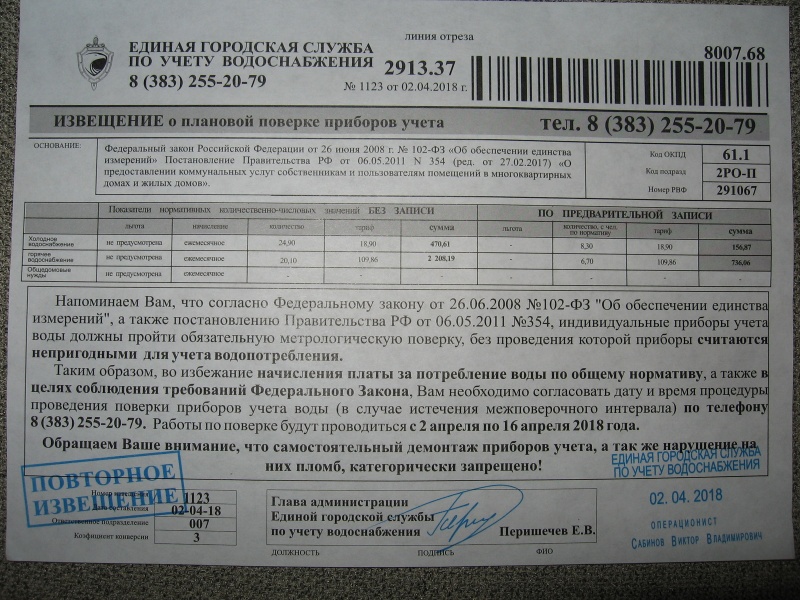 линия отреза
ЕДИНАЯ ГОРОДСКАЯ СЛУЖБА
ПО УЧЕТУ ВОДОСНАБЖЕНИЯ
8 (383) 255-20-79
2913.37
№ 1123 от 02.04.2018 г.
8007.68
ИЗВЕЩЕНИЕ о плановой поверке приборов учета
тел. 8 (383) 255-20-79
ОСНОВАНИЕ:
Федеральный закон Российской Федерации от 26 июня 2008 г. № 102-ФЗ «Об обеспечении единства
измерений» Постановление Правительства РФ от 06.05.2011 N 354 (ред. от 27.02.2017) «О
предоставлении коммунальных услуг собственникам и пользователям помещений в многоквартирных
домах и жилых домов».
Код ОКПД 61.1
Код подразд 2РО-П
Номер РВФ 291067
Показатели нормативных количественно-числовых значений БЕЗ ЗАПИСИ
ПО ПРЕДВАРИТЕЛЬНОЙ ЗАПИСИ
льгота начисление количество тариф сумма льгота количество, с чел. по нормативу тариф сумма
Холодное водоснабжение не предусмотрена ежемесячное 24,90 18,90 470,61 - 8,30 18,90 156,87
горячее водоснабжение не предусмотрена ежемесячное 20,10 109,86 2 208,19 - 6,70 109,86 736,06
Общедомовые нужды не предусмотрена ежемесячное - - - - - - -
Напоминаем Вам, что согласно Федеральному закону от 26.06.2008 №102-ФЗ "Об обеспечении единства
измерений", а также постановлению Правительства РФ от 06.05.2011 №354, индивидуальные приборы учета
воды должны пройти обязательную метрологическую поверку, без проведения которой приборы считаются
непригодными для учета водопотребления.
Таким образом, во избежание начисления платы за потребление воды по общему нормативу, а также в
целях соблюдения требований Федерального Закона, Вам необходимо согласовать дату и время процедуры
проведения поверки приборов учета воды (в случае истечения межповерочного интервала) по телефону
8 (383) 255-20-79. Работы по поверке будут проводиться с 2 апреля по 16 апреля 2018 года.
Обращаем Ваше внимание, что самостоятельный демонтаж приборов учета, а так же нарушение на
них пломб, категорически запрещено!
ПОВТОРНОЕ
ИЗВЕЩЕНИЕ
Номер 1123
Дата составления 02-04-18
Ответственное подразделение 007
Коэфициент конверсии 3
Глава администрации
Единой городской службы
по учету водоснабжения
Перишечев Е.В.
ДОЛЖНОСТЬ
ПОДПИСЬ
ФИО
ЕДИНАЯ ГОРОДСКАЯ СЛУЖБА
ПО УЧЕТУ ВОДОСНАБЖЕНИЯ
02. 04. 2018
ОПЕРАЦИОНИСТ
САБИНОВ ВИКТОР ВЛАДИМИРОВИЧ